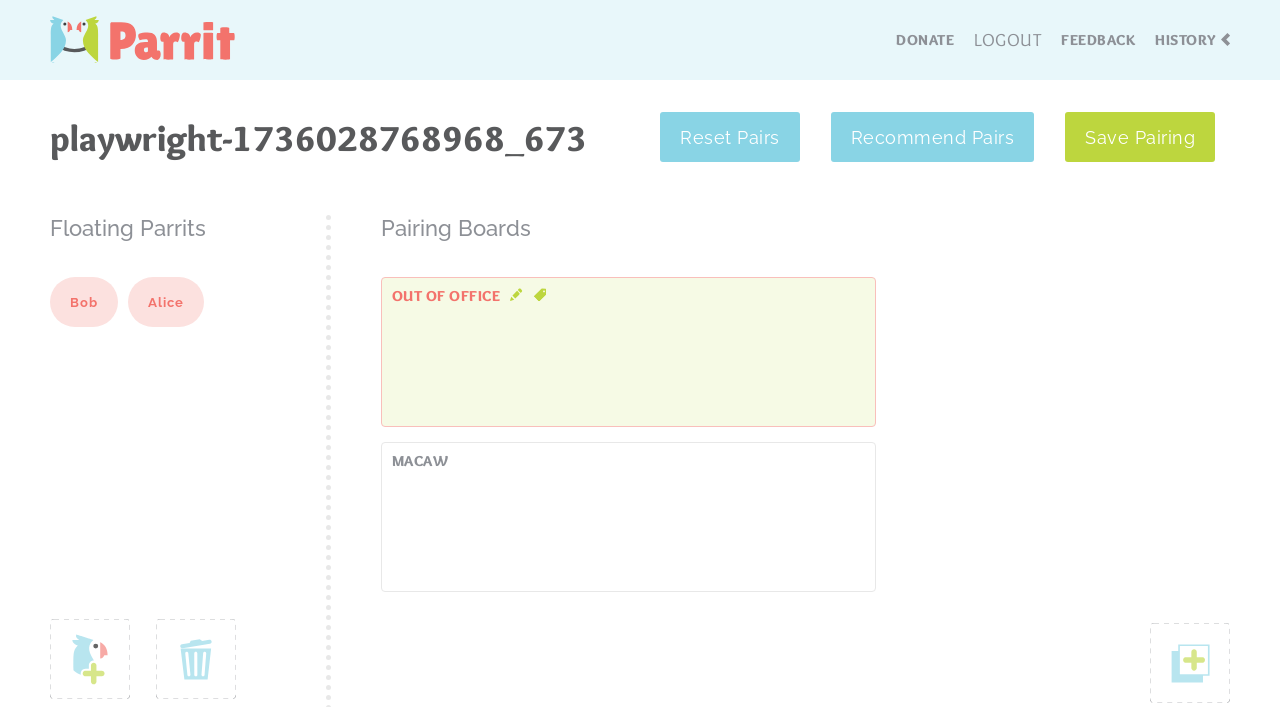 Parrit
DONATE LOGOUT FEEDBACK HISTORY
playwright-1736028768968_673
Reset Pairs
Recommend Pairs
Save Pairing
Floating Parrits
Bob
Alice
Pairing Boards
OUT OF OFFICE
MACAW